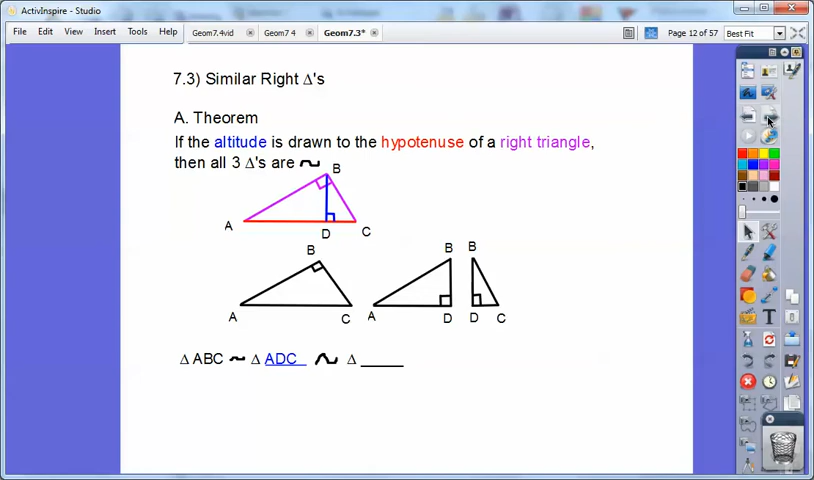 ActivInspire - Studio
File Edit View Insert Tools Help Geom7.4vid Geom7 4 Geom7.3* Page 12 of 57 Best Fit
7.3) Similar Right Δ's
A. Theorem
If the altitude is drawn to the hypotenuse of a right triangle,
then all 3 Δ's are ~
B
A D C
B B B
A C A D D C
Δ ABC ~ Δ ADC ~ Δ ____
T